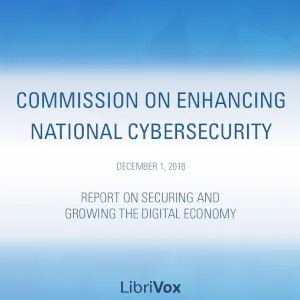 COMMISSION ON ENHANCING
NATIONAL CYBERSECURITY
DECEMBER 1, 2016
REPORT ON SECURING AND
GROWING THE DIGITAL ECONOMY
LibriVox